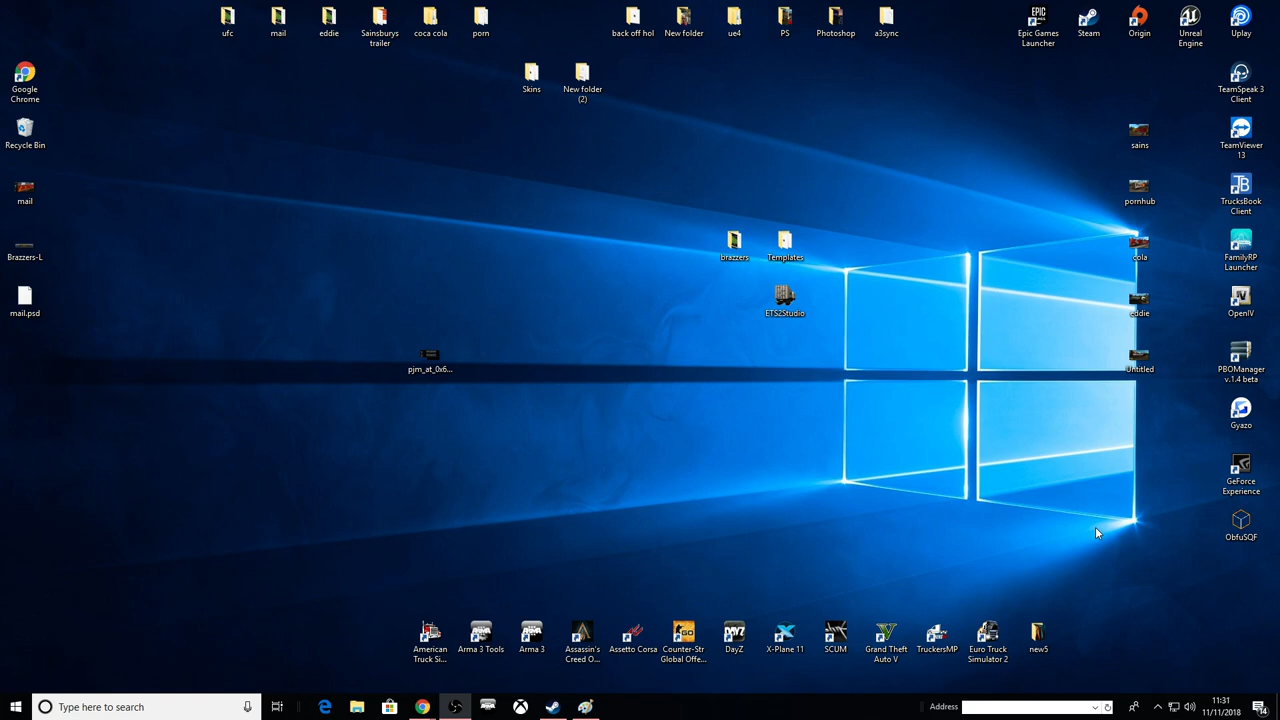 ufc
mail
eddie
Sainsburys
trailer
coca cola
porn
back off hol
New folder
ue4
PS
Photoshop
a3sync
Epic Games
Launcher
Steam
Origin
Unreal
Engine
Uplay
Google
Chrome
Skins
New folder
(2)
TeamSpeak 3
Client
Recycle Bin
sains
TeamViewer
13
mail
pornhub
TrucksBook
Client
Brazzers-L
brazzers
Templates
cola
FamilyRP
Launcher
mail.psd
ETS2Studio
eddie
OpenIV
pjm_at_0x6...
Untitled
PBOManager
v.1.4 beta
Gyazo
GeForce
Experience
ObfuSQF
American
Truck Si...
Arma 3 Tools
Arma 3
Assassin's
Creed O...
Assetto Corsa
Counter-Str
Global Offe...
DayZ
X-Plane 11
SCUM
Grand Theft
Auto V
TruckersMP
Euro Truck
Simulator 2
new5
Type here to search
Address
11:31
11/11/2018